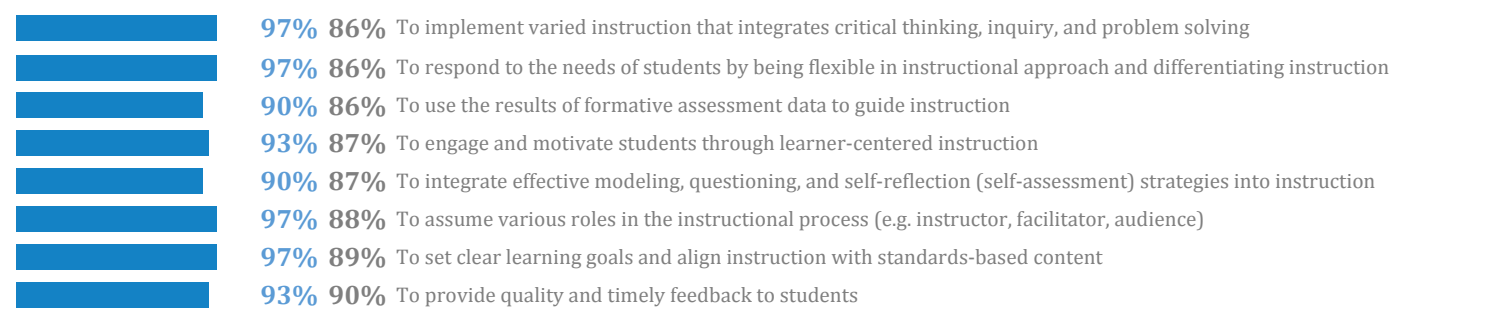 97% 86% To implement varied instruction that integrates critical thinking, inquiry, and problem solving
97% 86% To respond to the needs of students by being flexible in instructional approach and differentiating instruction
90% 86% To use the results of formative assessment data to guide instruction
93% 87% To engage and motivate students through learner-centered instruction
90% 87% To integrate effective modeling, questioning, and self-reflection (self-assessment) strategies into instruction
97% 88% To assume various roles in the instructional process (e.g. instructor, facilitator, audience)
97% 89% To set clear learning goals and align instruction with standards-based content
93% 90% To provide quality and timely feedback to students